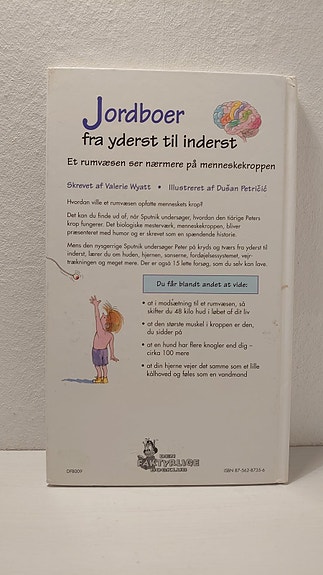 Jordboer
fra yderst til inderst
Et rumvæsen ser nærmere på menneskekroppen
Skrevet af Valerie Wyatt • Illustreret af Dušan Petričić
Hvordan ville et rumvæsen opfatte menneskets krop?
Det kan du finde ud af, når Sputnik undersøger, hvordan den tiårige Peters
krop fungerer. Det biologiske mesterværk, menneskekroppen, bliver
præsenteret med humor og er skrevet som en spændende historie.
Mens den nysgerrige Sputnik undersøger Peter på kryds og tværs fra yderst til
inderst, lærer du om huden, hjernen, sanserne, fordøjelsessystemet, vejr-
trækningen og meget mere. Der er også 15 lette forsøg, som du selv kan lave.
Du får blandt andet at vide:
• at i modsætning til et rumvæsen, så
skifter du 48 kilo hud i løbet af dit liv
• at den største muskel i kroppen er den,
du sidder på
• at en hund har flere knogler end dig -
cirka 100 mere
• at din hjerne vejer det samme som et lille
kålhoved og føles som en vandmand
DEN
FANTASTISKE
BOGKLUB
DFB009
ISBN 87-562-8735-6